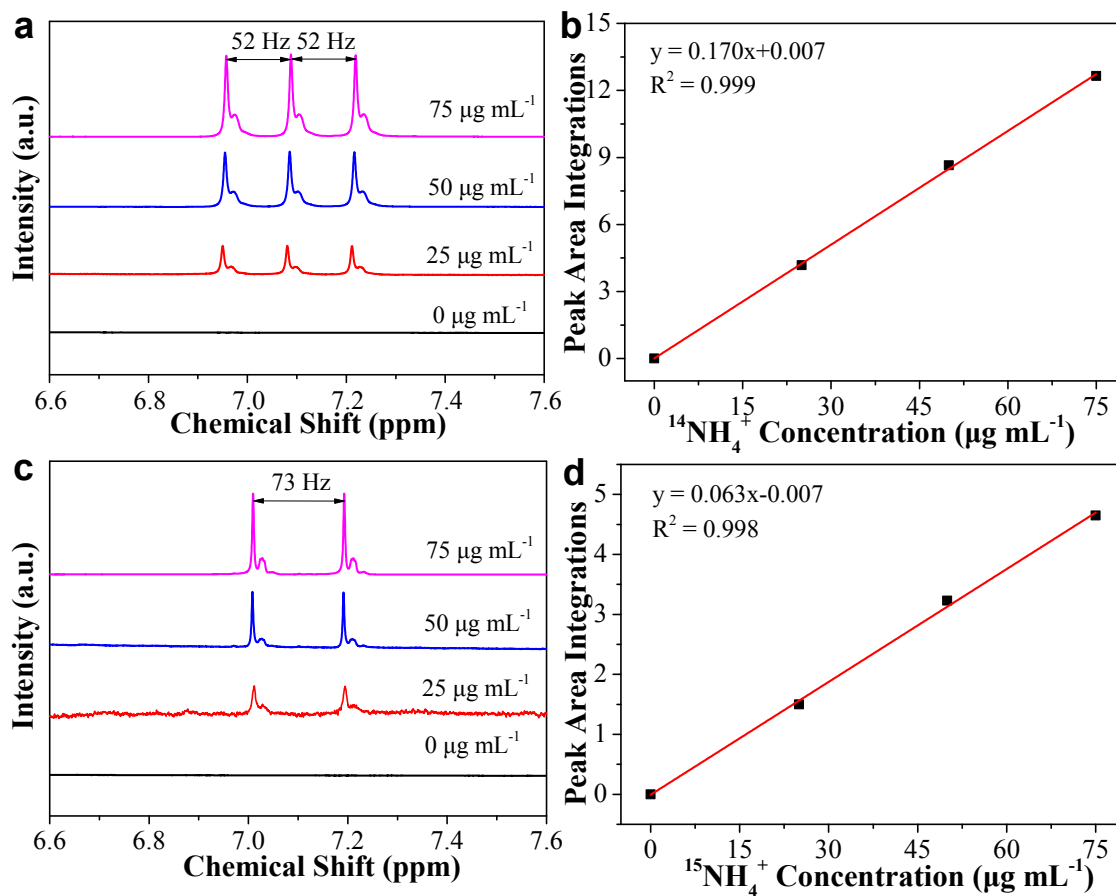 a
52 Hz 52 Hz
75 μg mL⁻¹
50 μg mL⁻¹
25 μg mL⁻¹
0 μg mL⁻¹
Intensity (a.u.)
6.6 6.8 7.0 7.2 7.4 7.6
Chemical Shift (ppm)
b
y = 0.170x+0.007
R² = 0.999
Peak Area Integrations
15
12
9
6
3
0
0 15 30 45 60 75
¹⁴NH₄⁺ Concentration (μg mL⁻¹)
c
73 Hz
75 μg mL⁻¹
50 μg mL⁻¹
25 μg mL⁻¹
0 μg mL⁻¹
Intensity (a.u.)
6.6 6.8 7.0 7.2 7.4 7.6
Chemical Shift (ppm)
d
y = 0.063x-0.007
R² = 0.998
Peak Area Integrations
5
4
3
2
1
0
0 15 30 45 60 75
¹⁵NH₄⁺ Concentration (μg mL⁻¹)